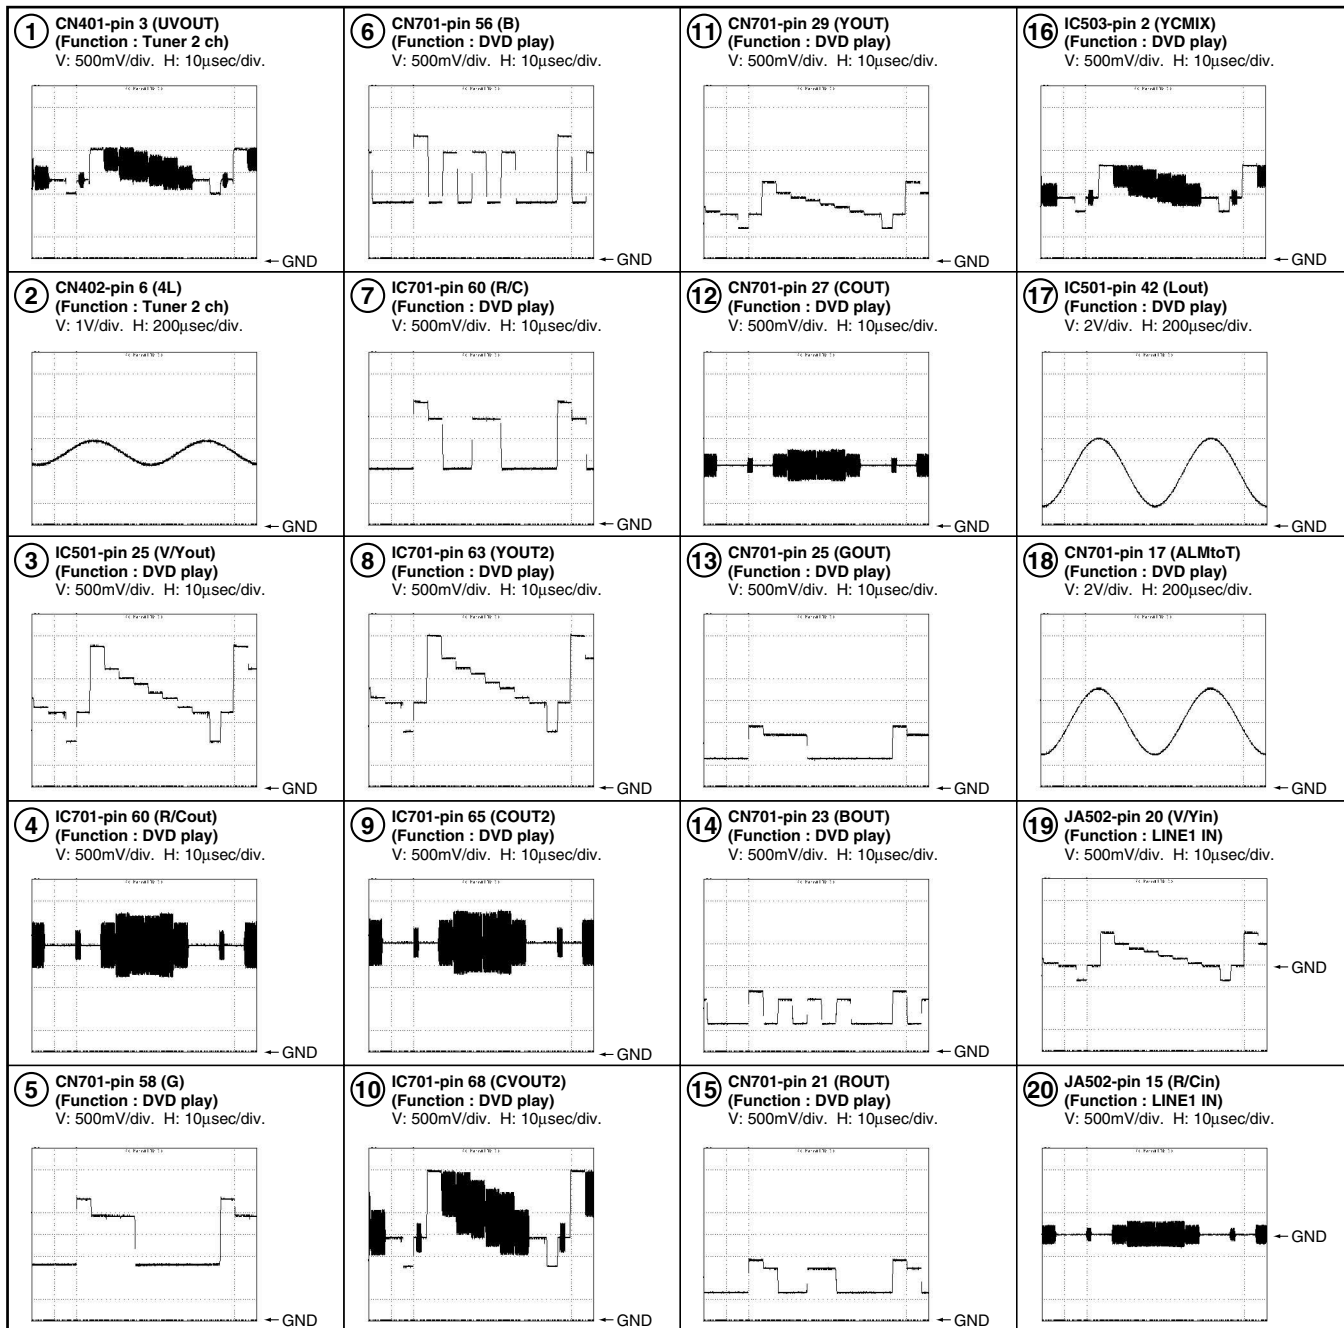 1 CN401-pin 3 (UVOUT)
(Function : Tuner 2 ch)
V: 500mV/div. H: 10µsec/div.
GND
2 CN402-pin 6 (4L)
(Function : Tuner 2 ch)
V: 1V/div. H: 200µsec/div.
GND
3 IC501-pin 25 (V/Yout)
(Function : DVD play)
V: 500mV/div. H: 10µsec/div.
GND
4 IC701-pin 60 (R/Cout)
(Function : DVD play)
V: 500mV/div. H: 10µsec/div.
GND
5 CN701-pin 58 (G)
(Function : DVD play)
V: 500mV/div. H: 10µsec/div.
GND
6 CN701-pin 56 (B)
(Function : DVD play)
V: 500mV/div. H: 10µsec/div.
GND
7 IC701-pin 60 (R/C)
(Function : DVD play)
V: 500mV/div. H: 10µsec/div.
GND
8 IC701-pin 63 (YOUT2)
(Function : DVD play)
V: 500mV/div. H: 10µsec/div.
GND
9 IC701-pin 65 (COUT2)
(Function : DVD play)
V: 500mV/div. H: 10µsec/div.
GND
10 IC701-pin 68 (CVOUT2)
(Function : DVD play)
V: 500mV/div. H: 10µsec/div.
GND
11 CN701-pin 29 (YOUT)
(Function : DVD play)
V: 500mV/div. H: 10µsec/div.
GND
12 CN701-pin 27 (COUT)
(Function : DVD play)
V: 500mV/div. H: 10µsec/div.
GND
13 CN701-pin 25 (GOUT)
(Function : DVD play)
V: 500mV/div. H: 10µsec/div.
GND
14 CN701-pin 23 (BOUT)
(Function : DVD play)
V: 500mV/div. H: 10µsec/div.
GND
15 CN701-pin 21 (ROUT)
(Function : DVD play)
V: 500mV/div. H: 10µsec/div.
GND
16 IC503-pin 2 (YCMIX)
(Function : DVD play)
V: 500mV/div. H: 10µsec/div.
GND
17 IC501-pin 42 (Lout)
(Function : DVD play)
V: 2V/div. H: 200µsec/div.
GND
18 CN701-pin 17 (ALMtoT)
(Function : DVD play)
V: 2V/div. H: 200µsec/div.
GND
19 JA502-pin 20 (V/Yin)
(Function : LINE1 IN)
V: 500mV/div. H: 10µsec/div.
GND
20 JA502-pin 15 (R/Cin)
(Function : LINE1 IN)
V: 500mV/div. H: 10µsec/div.
GND